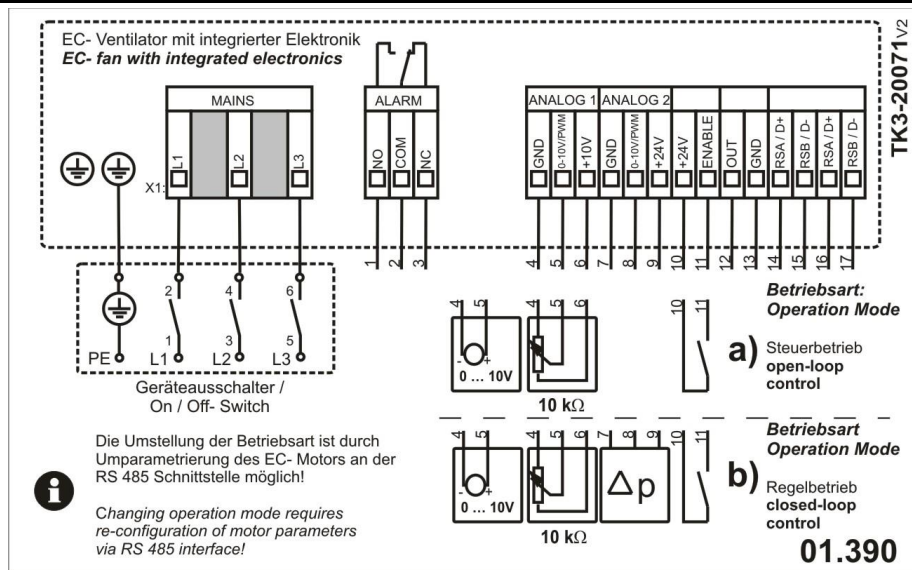 EC- Ventilator mit integrierter Elektronik
EC- fan with integrated electronics
TK3-20071 V2
MAINS
L1
L2
L3
X1:
ALARM
NO
COM
NC
ANALOG 1
ANALOG 2
GND
0-10V/PWM
+10V
GND
0-10V/PWM
+24V
+24V
ENABLE
OUT
GND
RSA / D+
RSB / D-
RSA / D+
RSB / D-
1
2
3
4
5
6
7
8
9
10
11
12
13
14
15
16
17
2
4
6
1
3
5
PE
L1
L2
L3
Geräteausschalter /
On / Off- Switch
4
5
- +
0 ... 10V
4
5
6
10 kΩ
10
11
Betriebsart:
Operation Mode
a)
Steuerbetrieb
open-loop
control
4
5
- +
0 ... 10V
4
5
6
10 kΩ
7
8
9
Δp
10
11
Betriebsart
Operation Mode
b)
Regelbetrieb
closed-loop
control
Die Umstellung der Betriebsart ist durch
Umparametrierung des EC- Motors an der
RS 485 Schnittstelle möglich!
i
Changing operation mode requires
re-configuration of motor parameters
via RS 485 interface!
01.390